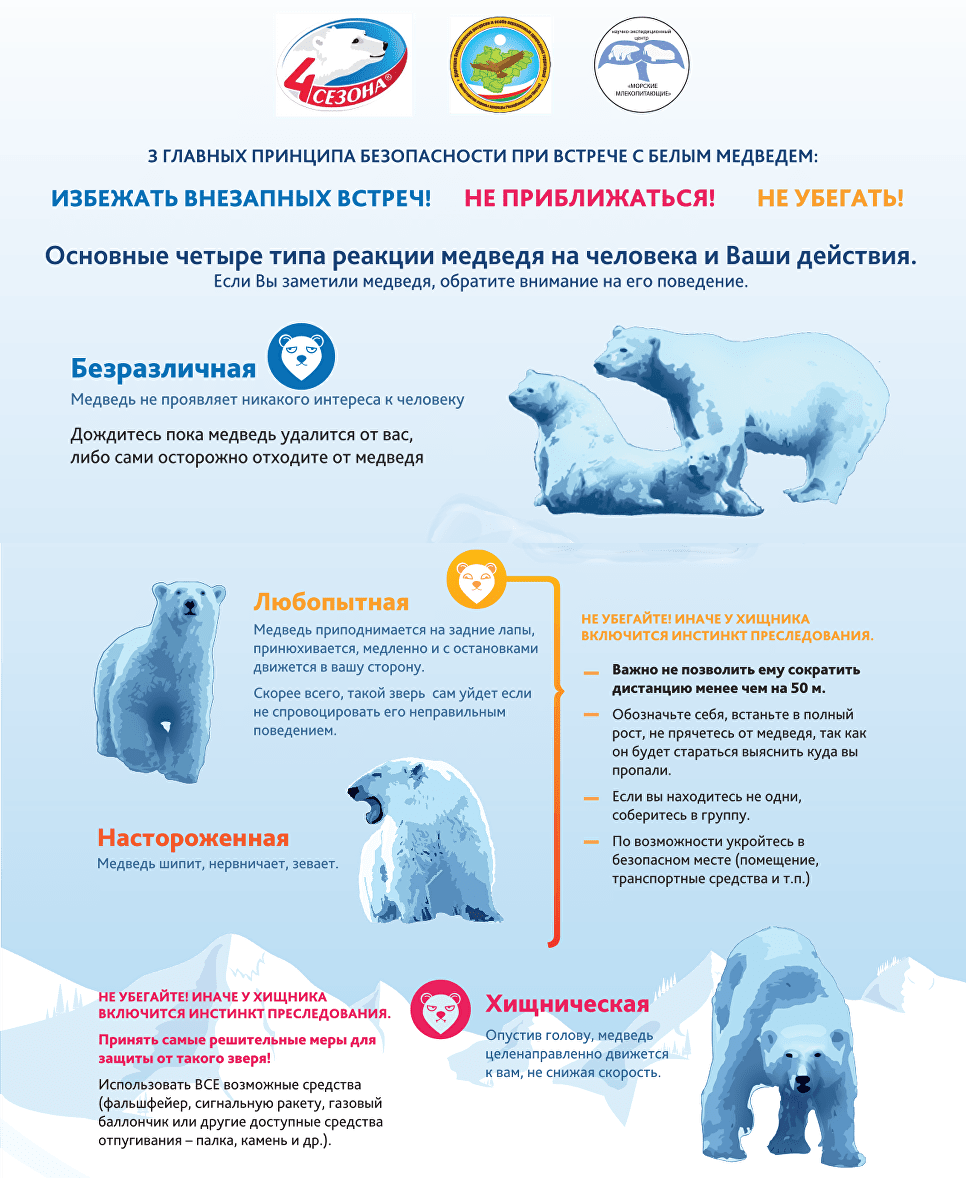 4 СЕЗОНА®
научно-экспедиционный
центр
«МОРСКИЕ
МЛЕКОПИТАЮЩИЕ»
3 ГЛАВНЫХ ПРИНЦИПА БЕЗОПАСНОСТИ ПРИ ВСТРЕЧЕ С БЕЛЫМ МЕДВЕДЕМ:
ИЗБЕЖАТЬ ВНЕЗАПНЫХ ВСТРЕЧ! НЕ ПРИБЛИЖАТЬСЯ! НЕ УБЕГАТЬ!
Основные четыре типа реакции медведя на человека и Ваши действия.
Если Вы заметили медведя, обратите внимание на его поведение.
Безразличная
Медведь не проявляет никакого интереса к человеку
Дождитесь пока медведь удалится от вас,
либо сами осторожно отходите от медведя
Любопытная
Медведь приподнимается на задние лапы,
принюхивается, медленно и с остановками
движется в вашу сторону.
Скорее всего, такой зверь сам уйдет если
не спровоцировать его неправильным
поведением.
НЕ УБЕГАЙТЕ! ИНАЧЕ У ХИЩНИКА
ВКЛЮЧИТСЯ ИНСТИНКТ ПРЕСЛЕДОВАНИЯ.
— Важно не позволить ему сократить
дистанцию менее чем на 50 м.
— Обозначьте себя, встаньте в полный
рост, не прячетесь от медведя, так как
он будет стараться выяснить куда вы
пропали.
— Если вы находитесь не одни,
соберитесь в группу.
— По возможности укройтесь в
безопасном месте (помещение,
транспортные средства и т.п.)
Настороженная
Медведь шипит, нервничает, зевает.
НЕ УБЕГАЙТЕ! ИНАЧЕ У ХИЩНИКА
ВКЛЮЧИТСЯ ИНСТИНКТ ПРЕСЛЕДОВАНИЯ.
Принять самые решительные меры для
защиты от такого зверя!
Использовать ВСЕ возможные средства
(фальшфейер, сигнальную ракету, газовый
баллончик или другие доступные средства
отпугивания – палка, камень и др.).
Хищническая
Опустив голову, медведь
целенаправленно движется
к вам, не снижая скорость.